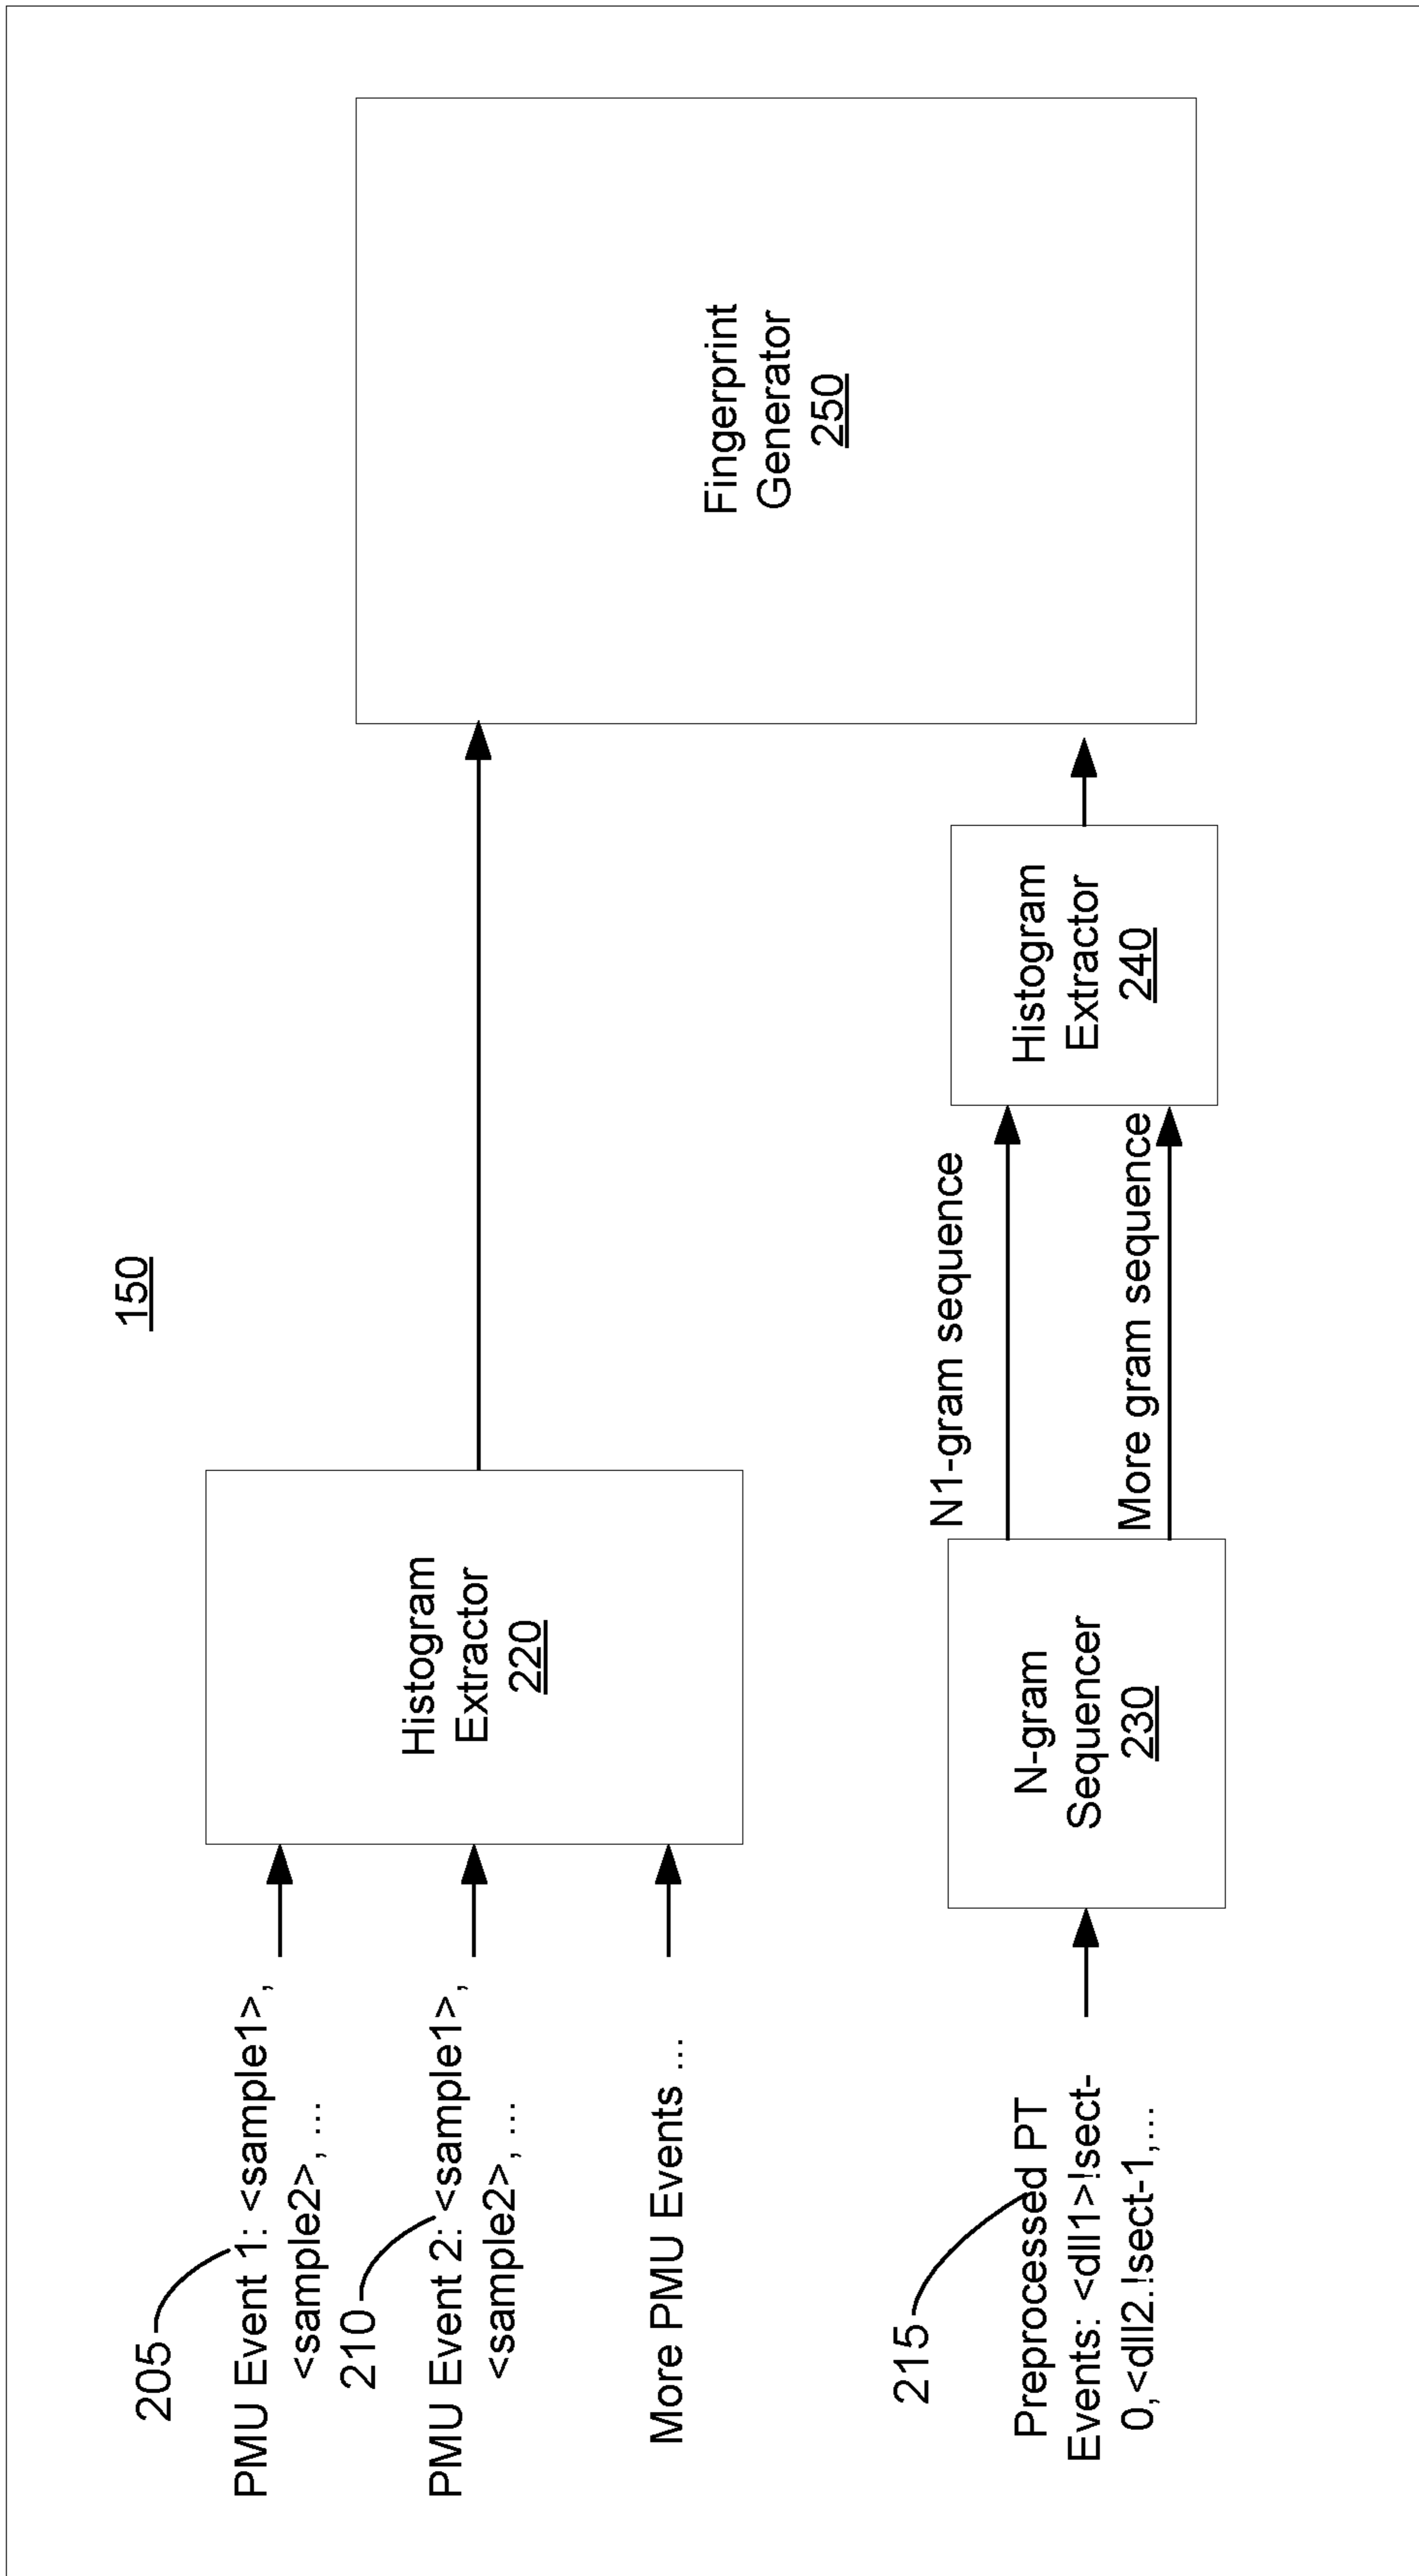 150
205
PMU Event 1: <sample1>,
<sample2>, ...
210
PMU Event 2: <sample1>,
<sample2>, ...
More PMU Events ...
Histogram
Extractor
220
Fingerprint
Generator
250
215
Preprocessed PT
Events: <dll1>!sect-
0,<dll2.!sect-1,...
N-gram
Sequencer
230
N1-gram sequence
More gram sequence
Histogram
Extractor
240